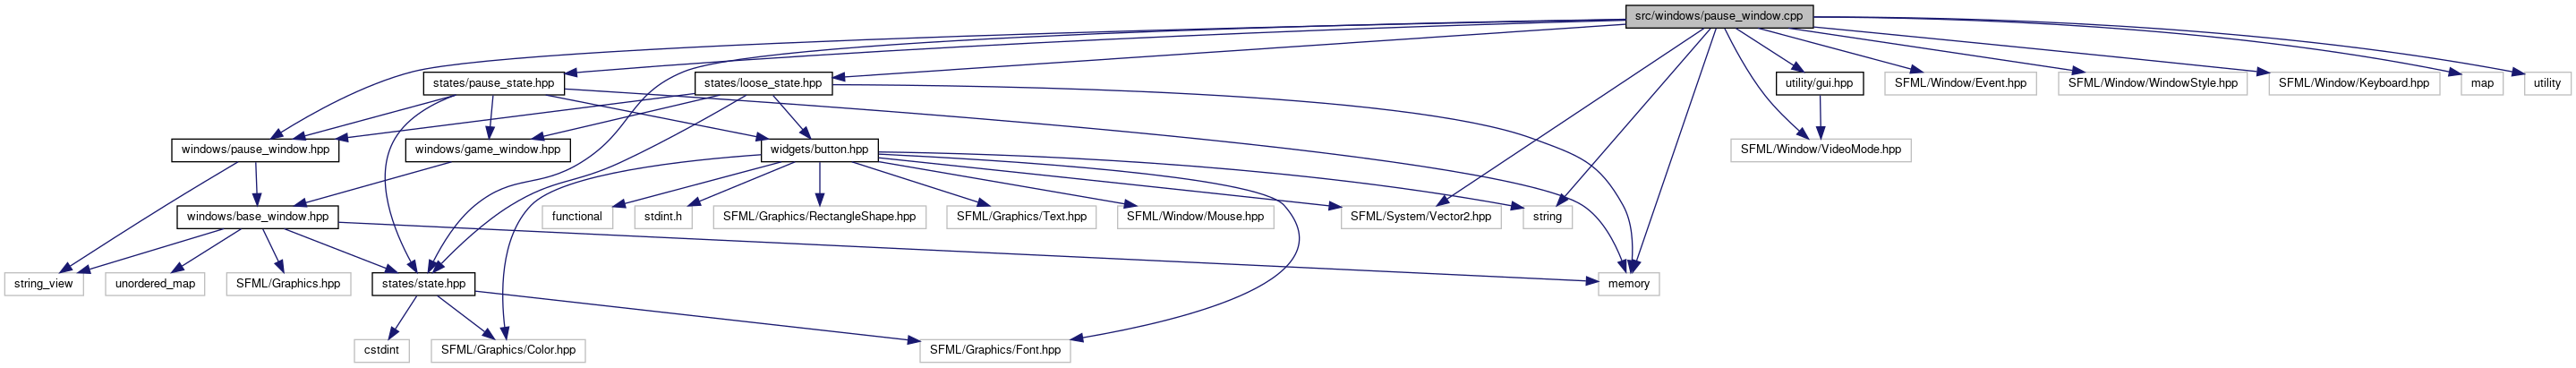 src/windows/pause_window.cpp
states/pause_state.hpp
states/loose_state.hpp
utility/gui.hpp
SFML/Window/Event.hpp
SFML/Window/WindowStyle.hpp
SFML/Window/Keyboard.hpp
map
utility
windows/pause_window.hpp
windows/game_window.hpp
widgets/button.hpp
SFML/Window/VideoMode.hpp
windows/base_window.hpp
functional
stdint.h
SFML/Graphics/RectangleShape.hpp
SFML/Graphics/Text.hpp
SFML/Window/Mouse.hpp
SFML/System/Vector2.hpp
string
string_view
unordered_map
SFML/Graphics.hpp
states/state.hpp
memory
cstdint
SFML/Graphics/Color.hpp
SFML/Graphics/Font.hpp